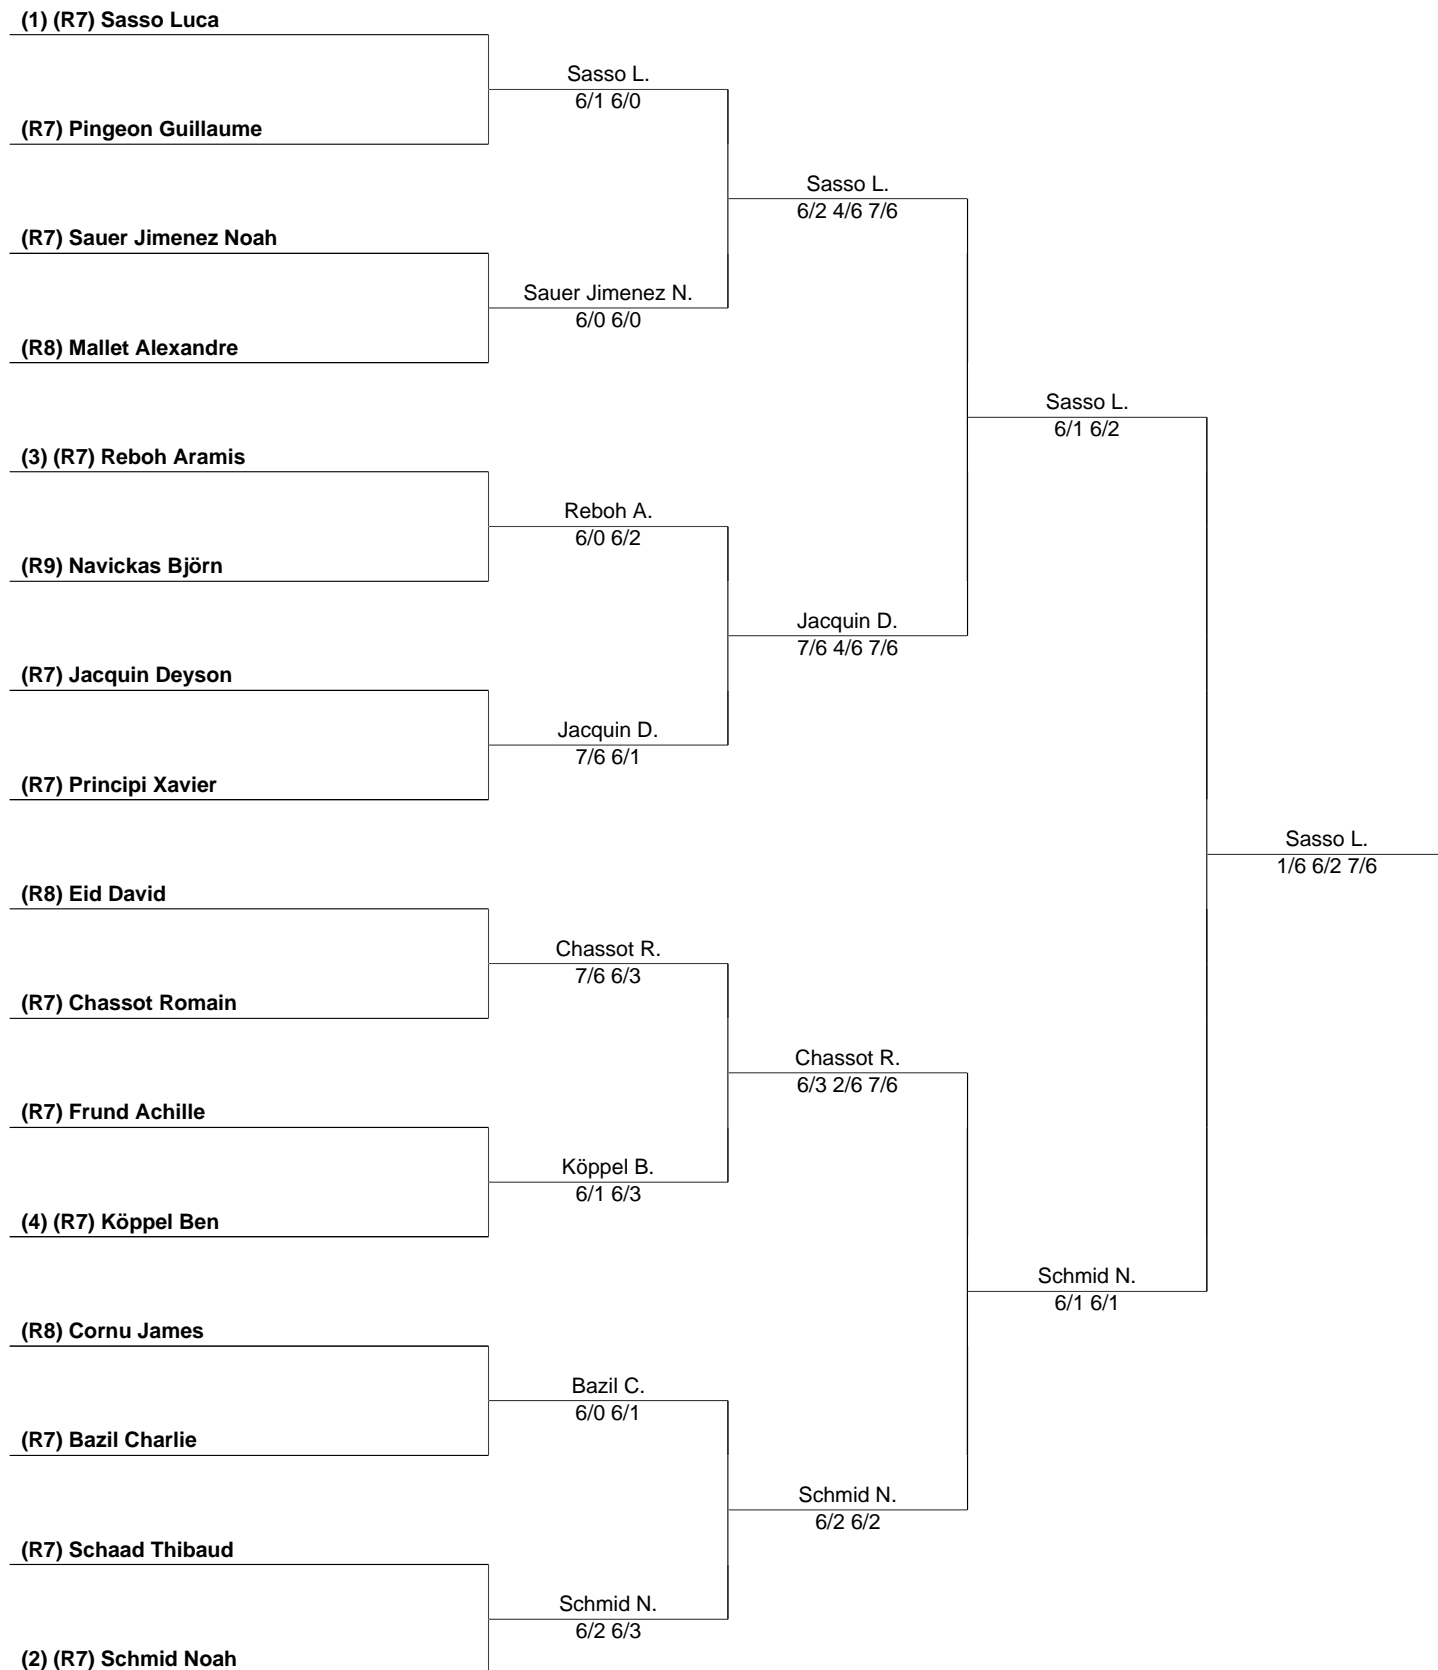 (1) (R7) Sasso Luca
Sasso L.
6/1 6/0
(R7) Pingeon Guillaume
Sasso L.
6/2 4/6 7/6
(R7) Sauer Jimenez Noah
Sauer Jimenez N.
6/0 6/0
(R8) Mallet Alexandre
Sasso L.
6/1 6/2
(3) (R7) Reboh Aramis
Reboh A.
6/0 6/2
(R9) Navickas Björn
Jacquin D.
7/6 4/6 7/6
(R7) Jacquin Deyson
Jacquin D.
7/6 6/1
(R7) Principi Xavier
Sasso L.
1/6 6/2 7/6
(R8) Eid David
Chassot R.
7/6 6/3
(R7) Chassot Romain
Chassot R.
6/3 2/6 7/6
(R7) Frund Achille
Köppel B.
6/1 6/3
(4) (R7) Köppel Ben
Schmid N.
6/1 6/1
(R8) Cornu James
Bazil C.
6/0 6/1
(R7) Bazil Charlie
Schmid N.
6/2 6/2
(R7) Schaad Thibaud
Schmid N.
6/2 6/3
(2) (R7) Schmid Noah